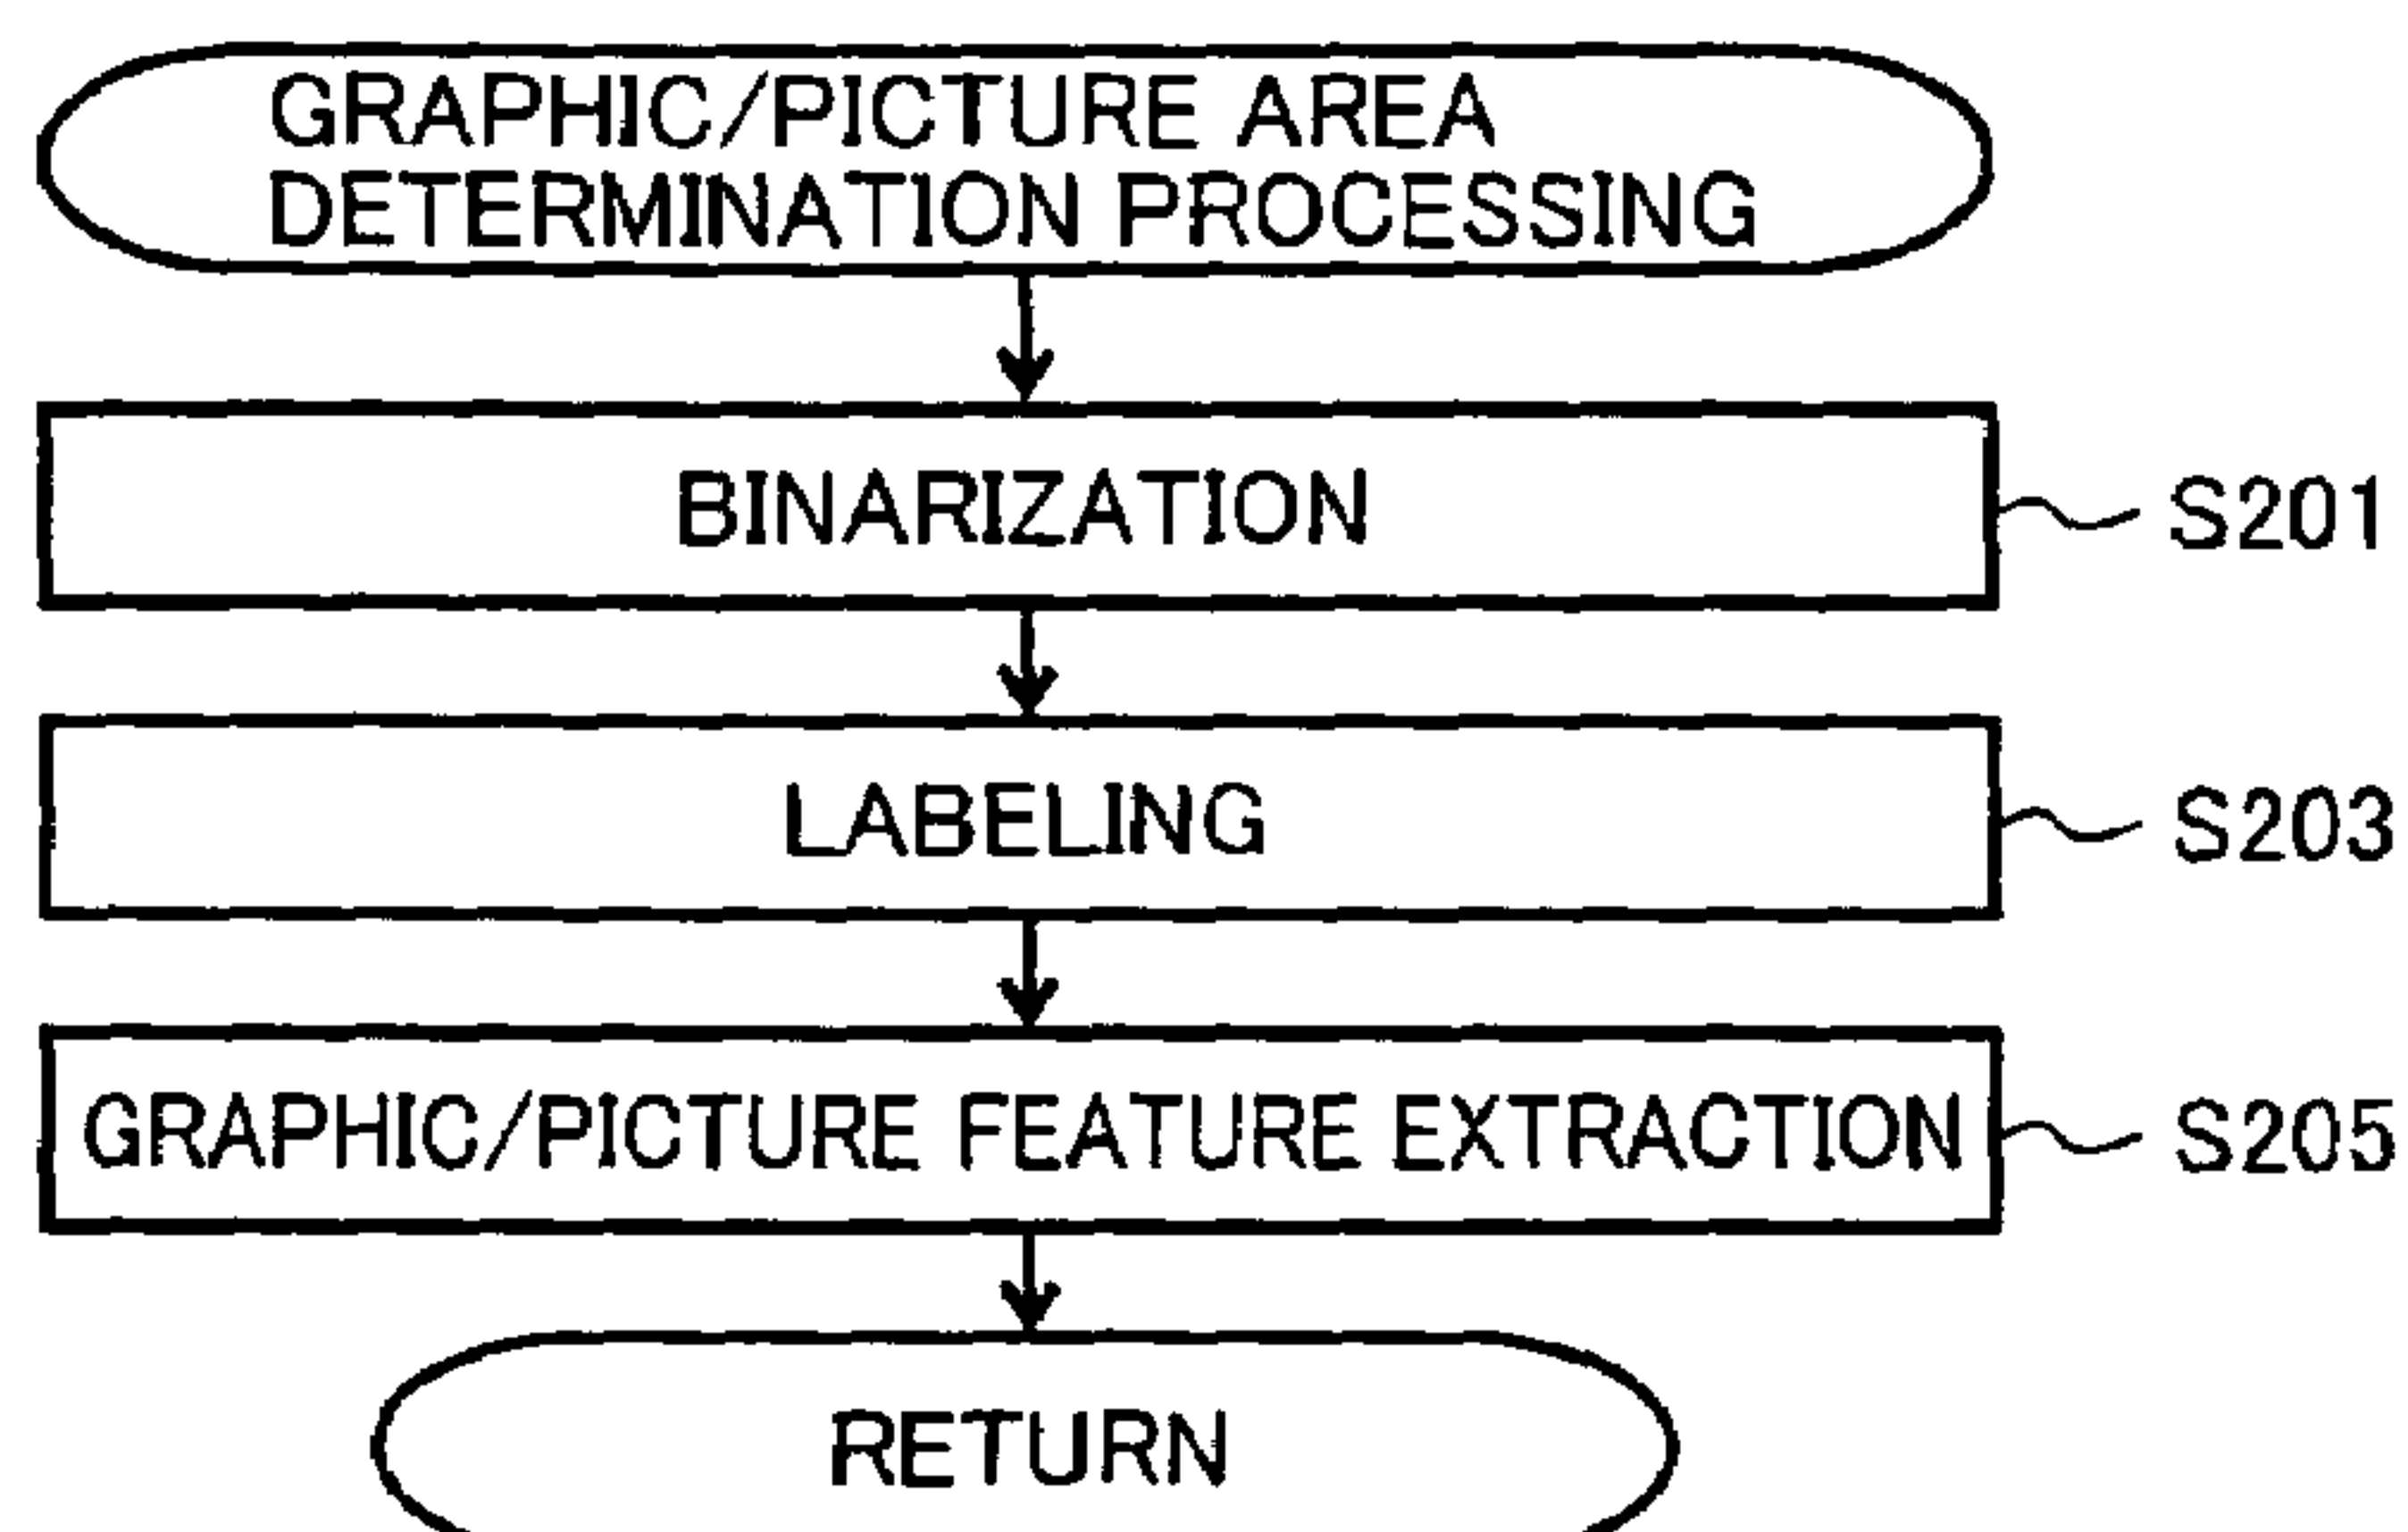 GRAPHIC/PICTURE AREA
DETERMINATION PROCESSING
BINARIZATION
S201
LABELING
S203
GRAPHIC/PICTURE FEATURE EXTRACTION
S205
RETURN